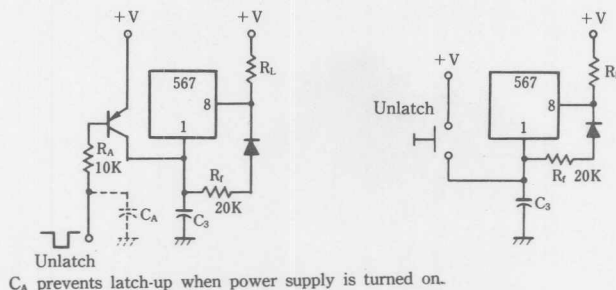 +V
+V
567
R_L
8
1
R_A
10K
R_f
20K
C_A
C_3
Unlatch
+V
+V
Unlatch
567
R
8
1
R_f 20K
C_3
C_A prevents latch-up when power supply is turned on.